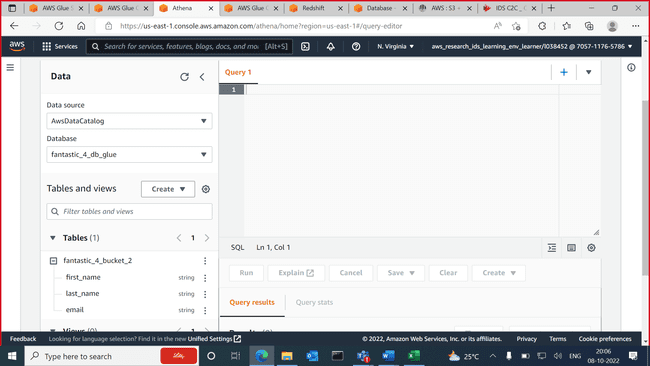 AWS Glue S
AWS Glue (
Athena
AWS Glue S
Redshift
Database -
AWS : S3
IDS C2C_
https://us-east-1.console.aws.amazon.com/athena/home?region=us-east-1#/query-editor
aws
Services
Search for services, features, blogs, docs, and mo
[Alt+S]
N. Virginia
aws_research_ids_learning_env_learner/l038452 @ 7057-1176-5786
Data
Query 1
1
Data source
AwsDataCatalog
Database
fantastic_4_db_glue
Tables and views
Create
Filter tables and views
Tables (1)
1
SQL
Ln 1, Col 1
fantastic_4_bucket_2
Run
Explain
Cancel
Save
Clear
Create
first_name
string
last_name
string
Query results
Query stats
email
string
Views (0)
1
Feedback
Looking for language selection? Find it in the new Unified Settings
© 2022, Amazon Web Services, Inc. or its affiliates.
Privacy
Terms
Cookie preferences
Type here to search
25°C
ENG
20:06
08-10-2022